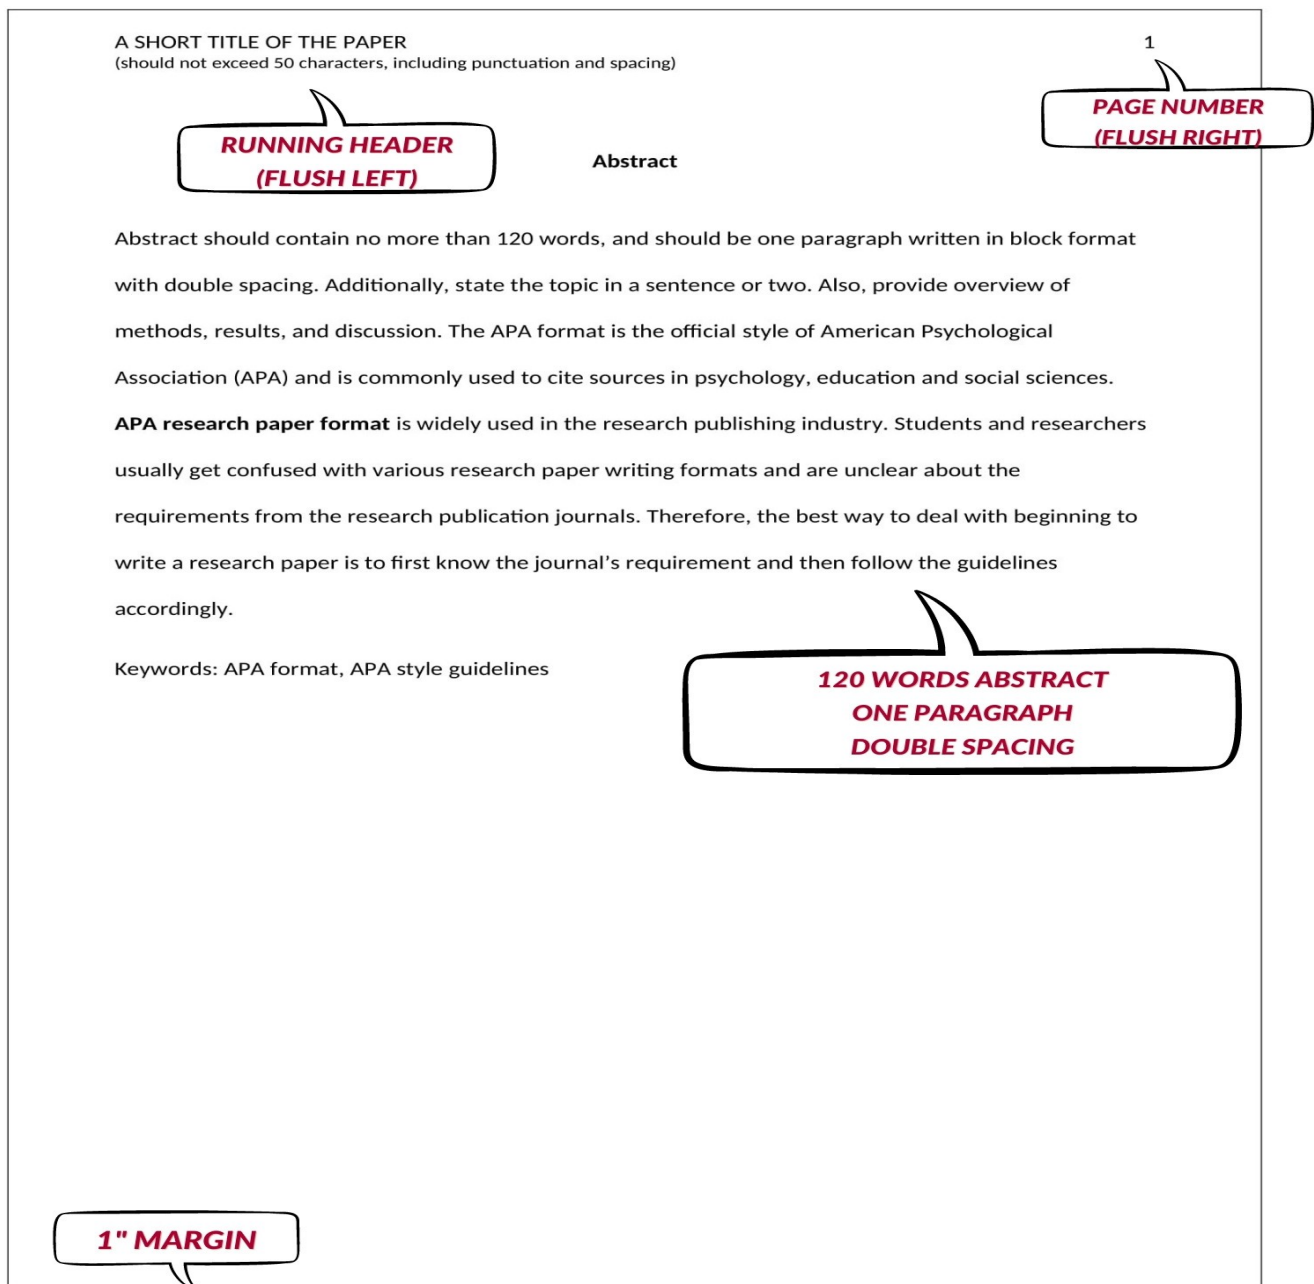 A SHORT TITLE OF THE PAPER
1
(should not exceed 50 characters, including punctuation and spacing)
PAGE NUMBER
(FLUSH RIGHT)
RUNNING HEADER
(FLUSH LEFT)
Abstract
Abstract should contain no more than 120 words, and should be one paragraph written in block format
with double spacing. Additionally, state the topic in a sentence or two. Also, provide overview of
methods, results, and discussion. The APA format is the official style of American Psychological
Association (APA) and is commonly used to cite sources in psychology, education and social sciences.
APA research paper format is widely used in the research publishing industry. Students and researchers
usually get confused with various research paper writing formats and are unclear about the
requirements from the research publication journals. Therefore, the best way to deal with beginning to
write a research paper is to first know the journal’s requirement and then follow the guidelines
accordingly.
Keywords: APA format, APA style guidelines
120 WORDS ABSTRACT
ONE PARAGRAPH
DOUBLE SPACING
1" MARGIN